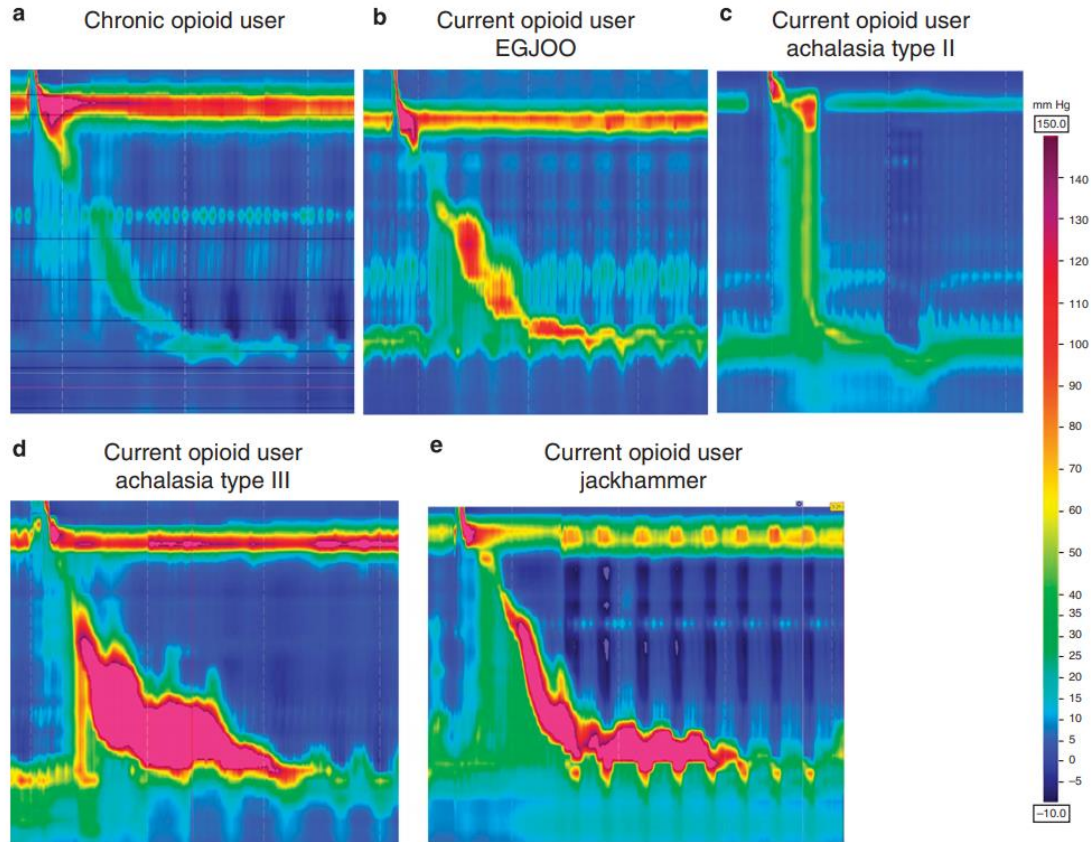 a Chronic opioid user
b Current opioid user
EGJOO
c Current opioid user
achalasia type II
mm Hg
150.0
140
130
120
110
100
90
80
70
60
50
40
35
30
25
20
15
10
5
0
–5
–10.0
d Current opioid user
achalasia type III
e Current opioid user
jackhammer